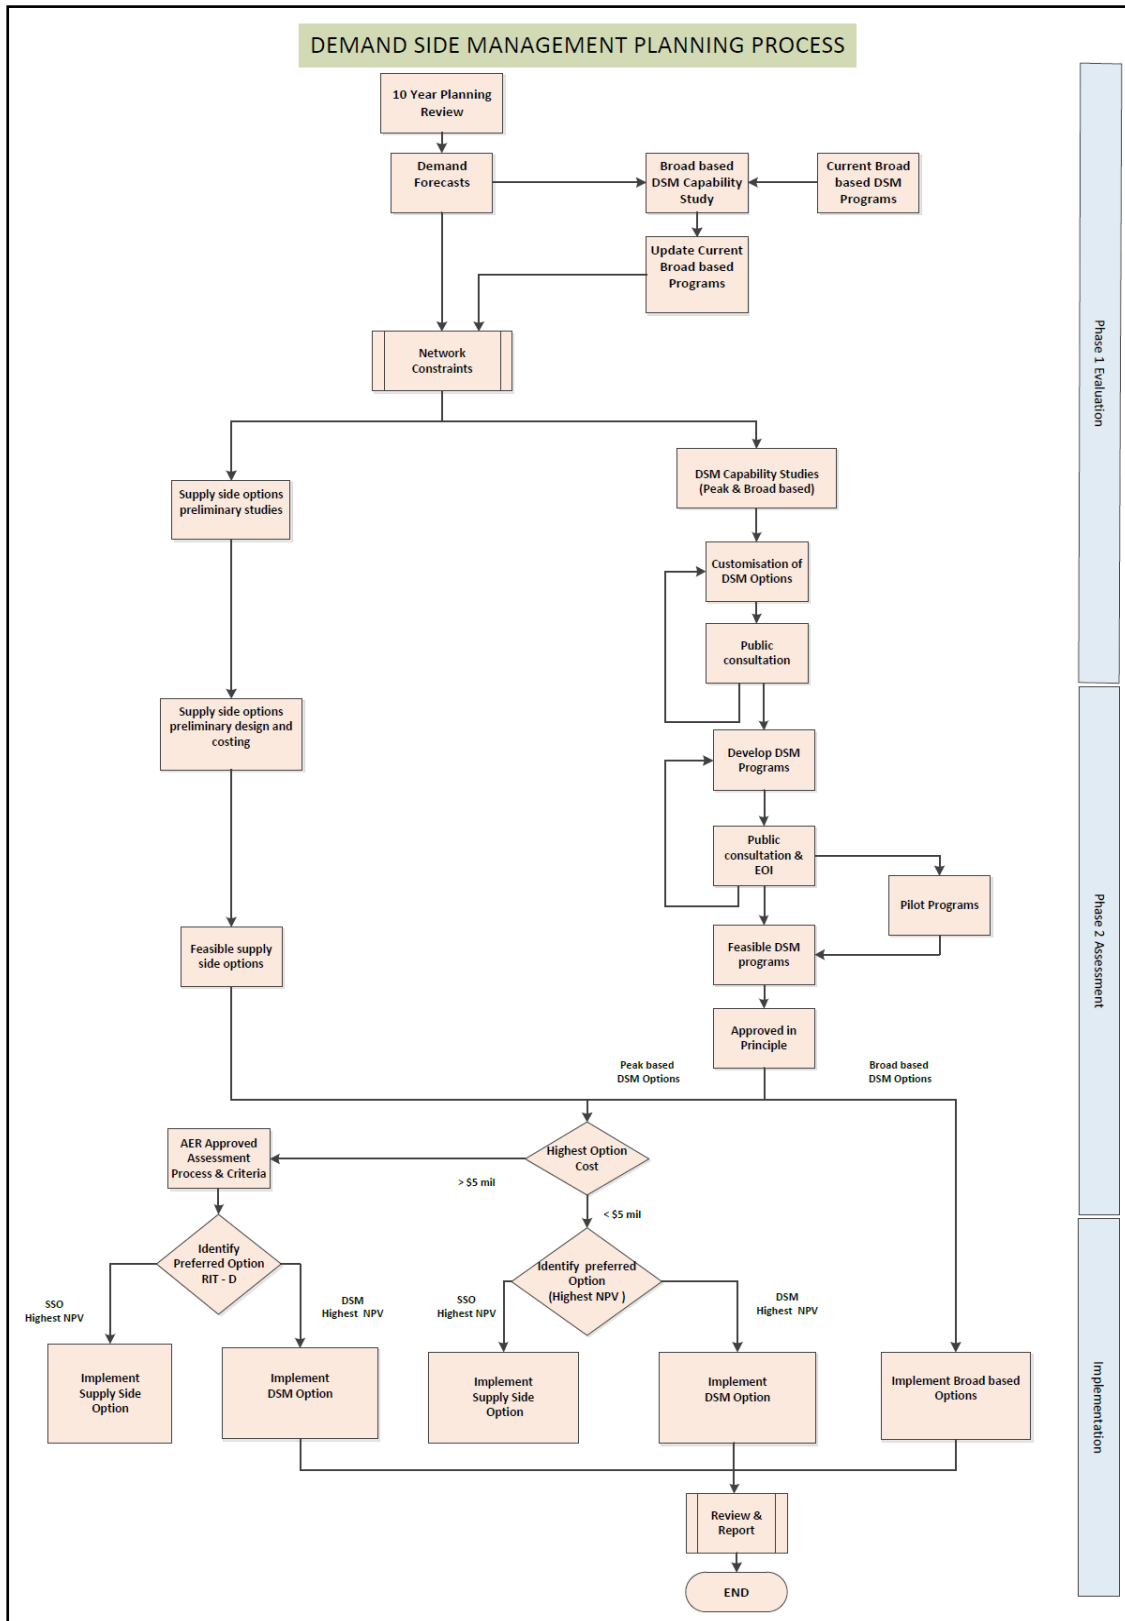 DEMAND SIDE MANAGEMENT PLANNING PROCESS
10 Year Planning
Review
Demand
Forecasts
Broad based
DSM Capability
Study
Current Broad
based DSM
Programs
Update Current
Broad based
Programs
Network
Constraints
Phase 1 Evaluation
Supply side options
preliminary studies
DSM Capability Studies
(Peak & Broad based)
Customisation of
DSM Options
Public
consultation
Supply side options
preliminary design and
costing
Develop DSM
Programs
Public
consultation &
EOI
Pilot Programs
Feasible supply
side options
Feasible DSM
programs
Approved in
Principle
Phase 2 Assessment
Peak based
DSM Options
Broad based
DSM Options
AER Approved
Assessment
Process & Criteria
Highest Option
Cost
> $5 mil
< $5 mil
Identify
Preferred Option
RIT - D
Identify  preferred
Option
(Highest NPV )
SSO
Highest NPV
DSM
Highest  NPV
SSO
Highest NPV
DSM
Highest  NPV
Implement
Supply Side
Option
Implement
DSM Option
Implement
Supply Side
Option
Implement
DSM Option
Implement Broad based
Options
Implementation
Review &
Report
END